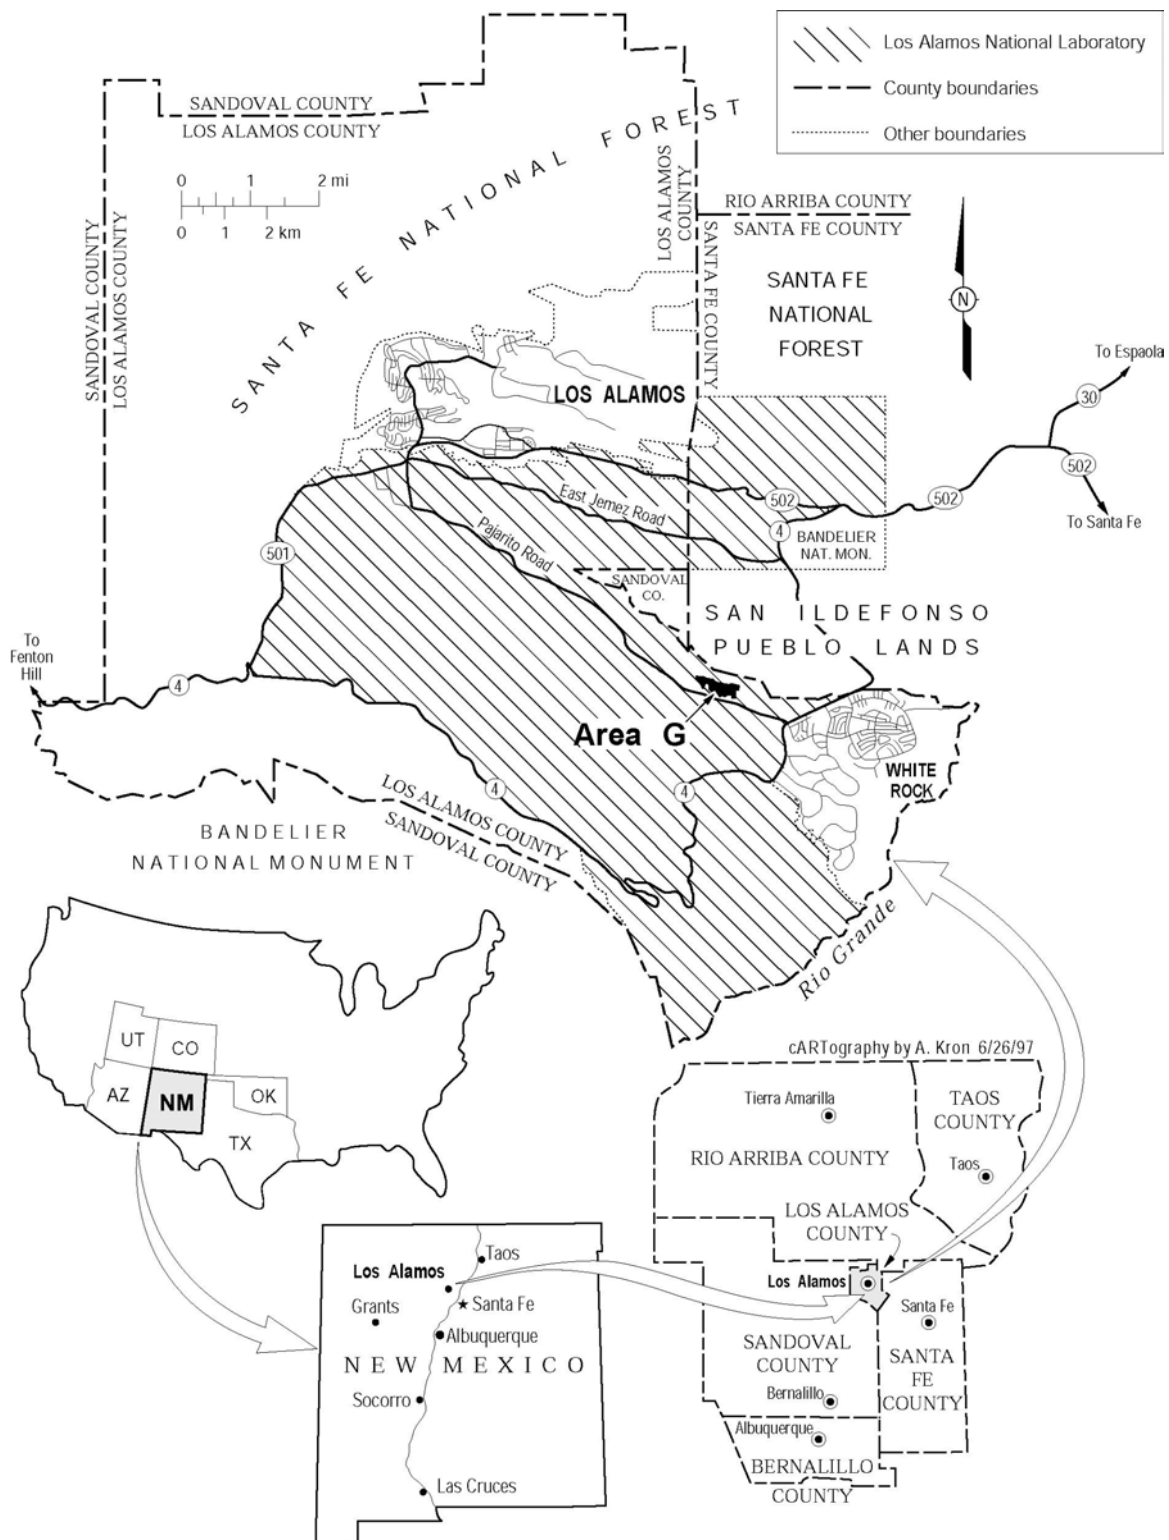 Los Alamos National Laboratory
County boundaries
Other boundaries
SANDOVAL COUNTY
LOS ALAMOS COUNTY
0 1 2 mi
0 1 2 km
SANDOVAL COUNTY
LOS ALAMOS COUNTY
SANTA FE NATIONAL FOREST
LOS ALAMOS
COUNTY
RIO ARRIBA COUNTY
SANTA FE COUNTY
SANTA FE COUNTY
SANTA FE
NATIONAL
FOREST
N
To Espaola
30
502
To Santa Fe
LOS ALAMOS
502
502
East Jemez Road
4
BANDELIER
NAT. MON.
Pajarito Road
501
SANDOVAL
CO.
SAN ILDEFONSO
PUEBLO LANDS
To
Fenton
Hill
4
Area G
WHITE
ROCK
4
4
LOS ALAMOS COUNTY
SANDOVAL COUNTY
BANDELIER
NATIONAL MONUMENT
Rio Grande
cARTography by A. Kron 6/26/97
UT
CO
AZ
NM
OK
TX
Tierra Amarilla
TAOS
COUNTY
RIO ARRIBA COUNTY
Taos
LOS ALAMOS
COUNTY
Los Alamos
Santa Fe
SANDOVAL
COUNTY
SANTA
FE
COUNTY
Bernalillo
Albuquerque
BERNALILLO
COUNTY
Taos
Los Alamos
Grants
Santa Fe
Albuquerque
NEW MEXICO
Socorro
Las Cruces